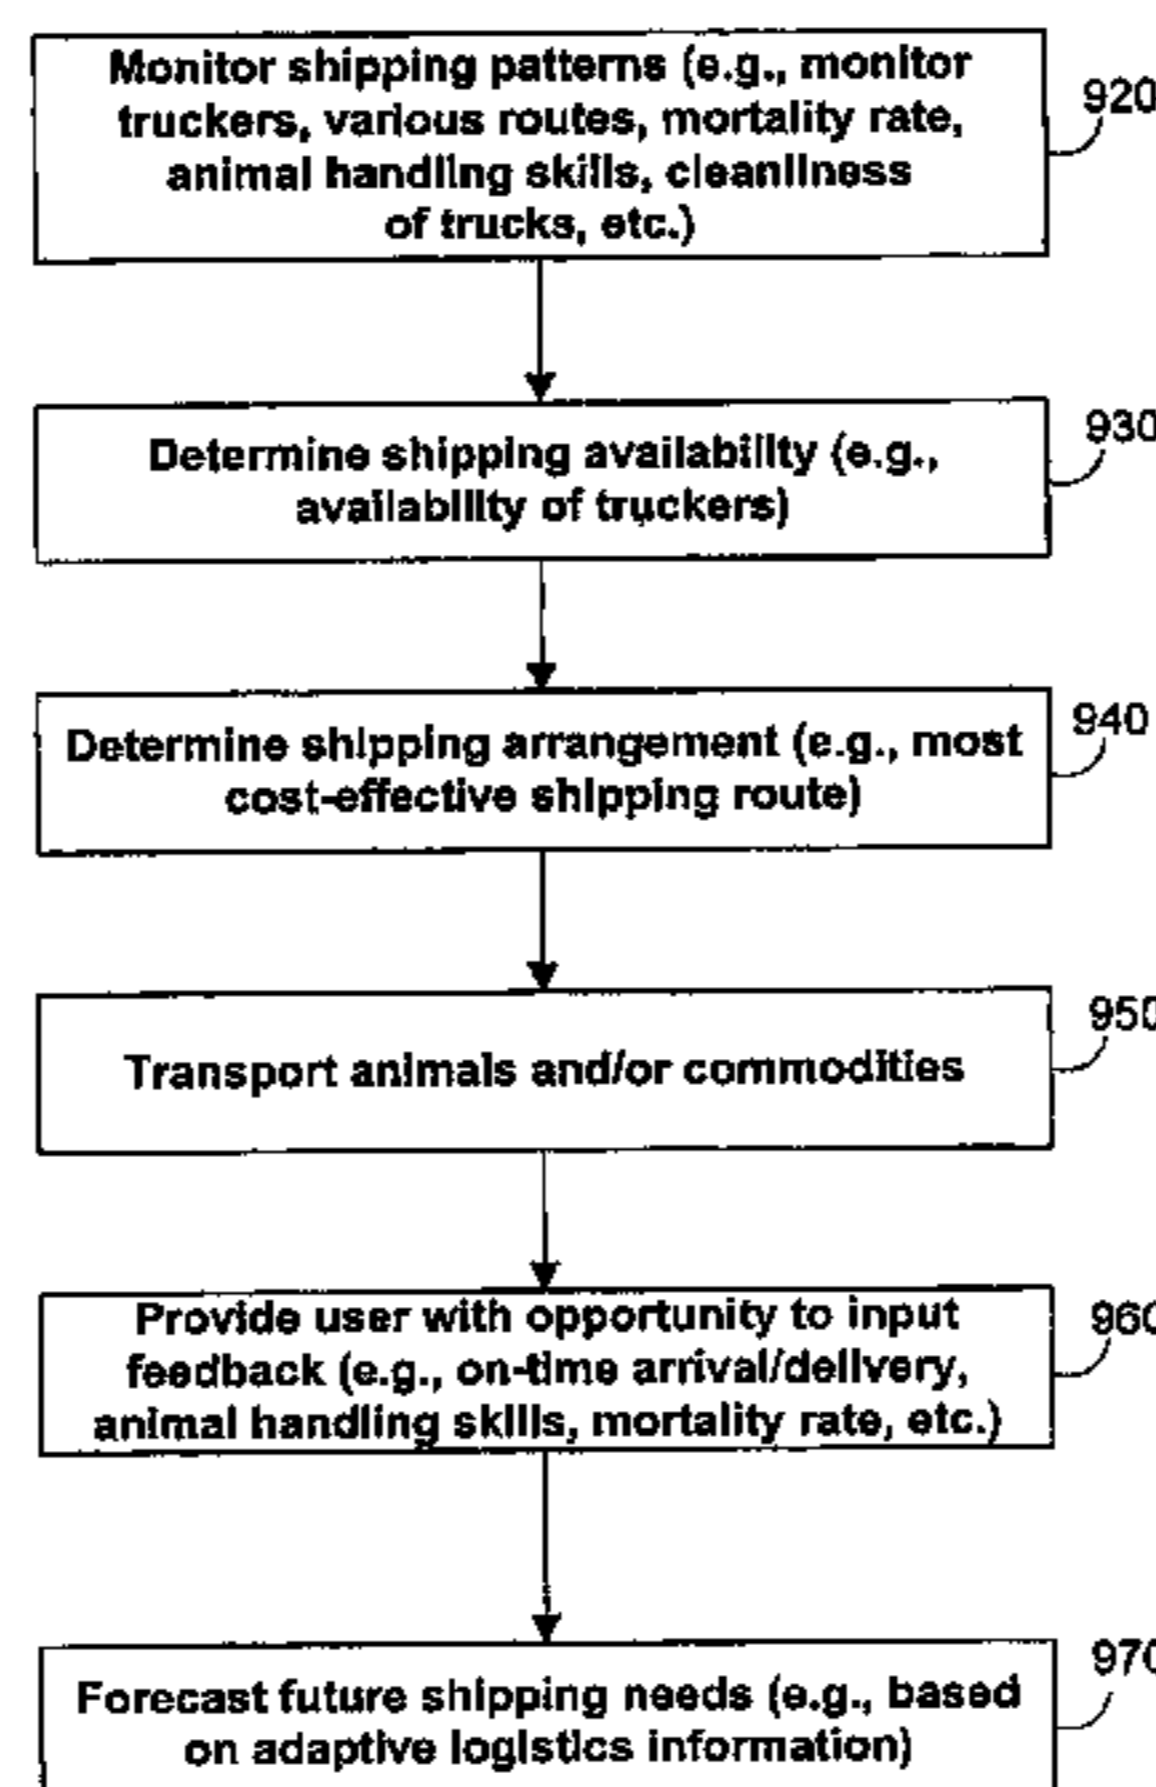 Monitor shipping patterns (e.g., monitor
truckers, various routes, mortality rate,
animal handling skills, cleanliness
of trucks, etc.)
920
Determine shipping availability (e.g.,
availability of truckers)
930
Determine shipping arrangement (e.g., most
cost-effective shipping route)
940
Transport animals and/or commodities
950
Provide user with opportunity to input
feedback (e.g., on-time arrival/delivery,
animal handling skills, mortality rate, etc.)
960
Forecast future shipping needs (e.g., based
on adaptive logistics information)
970